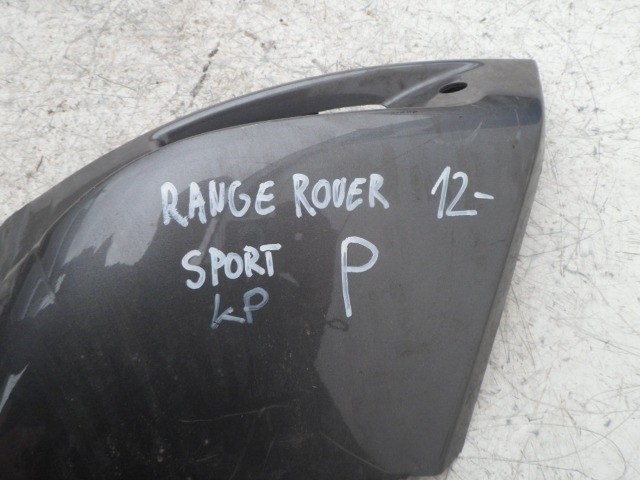 RANGE ROVER 12-
SPORT P
KP